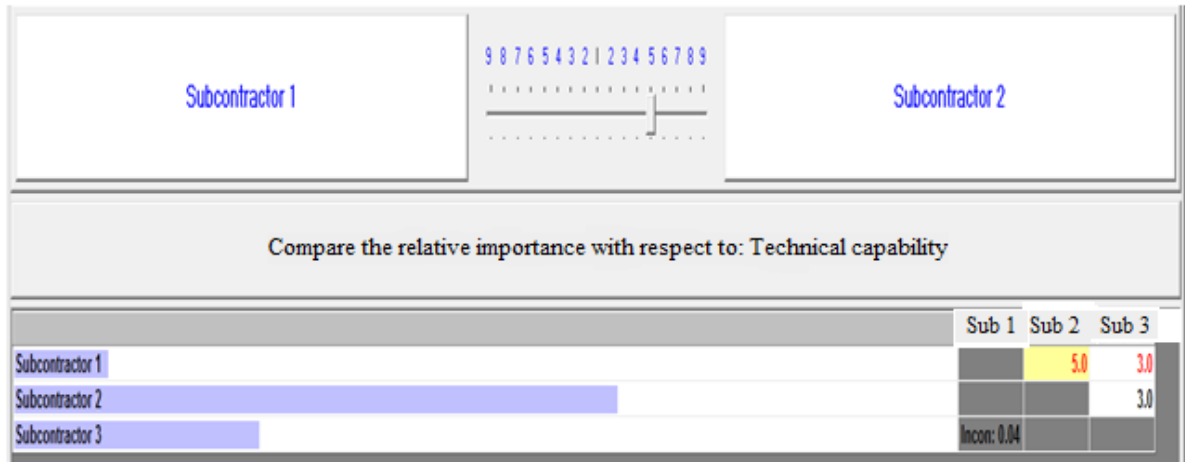 9 8 7 6 5 4 3 2 1 2 3 4 5 6 7 8 9
Subcontractor 1 Subcontractor 2
Compare the relative importance with respect to: Technical capability
Sub 1 Sub 2 Sub 3
Subcontractor 1 5.0 3.0
Subcontractor 2 3.0
Subcontractor 3 Incon: 0.04